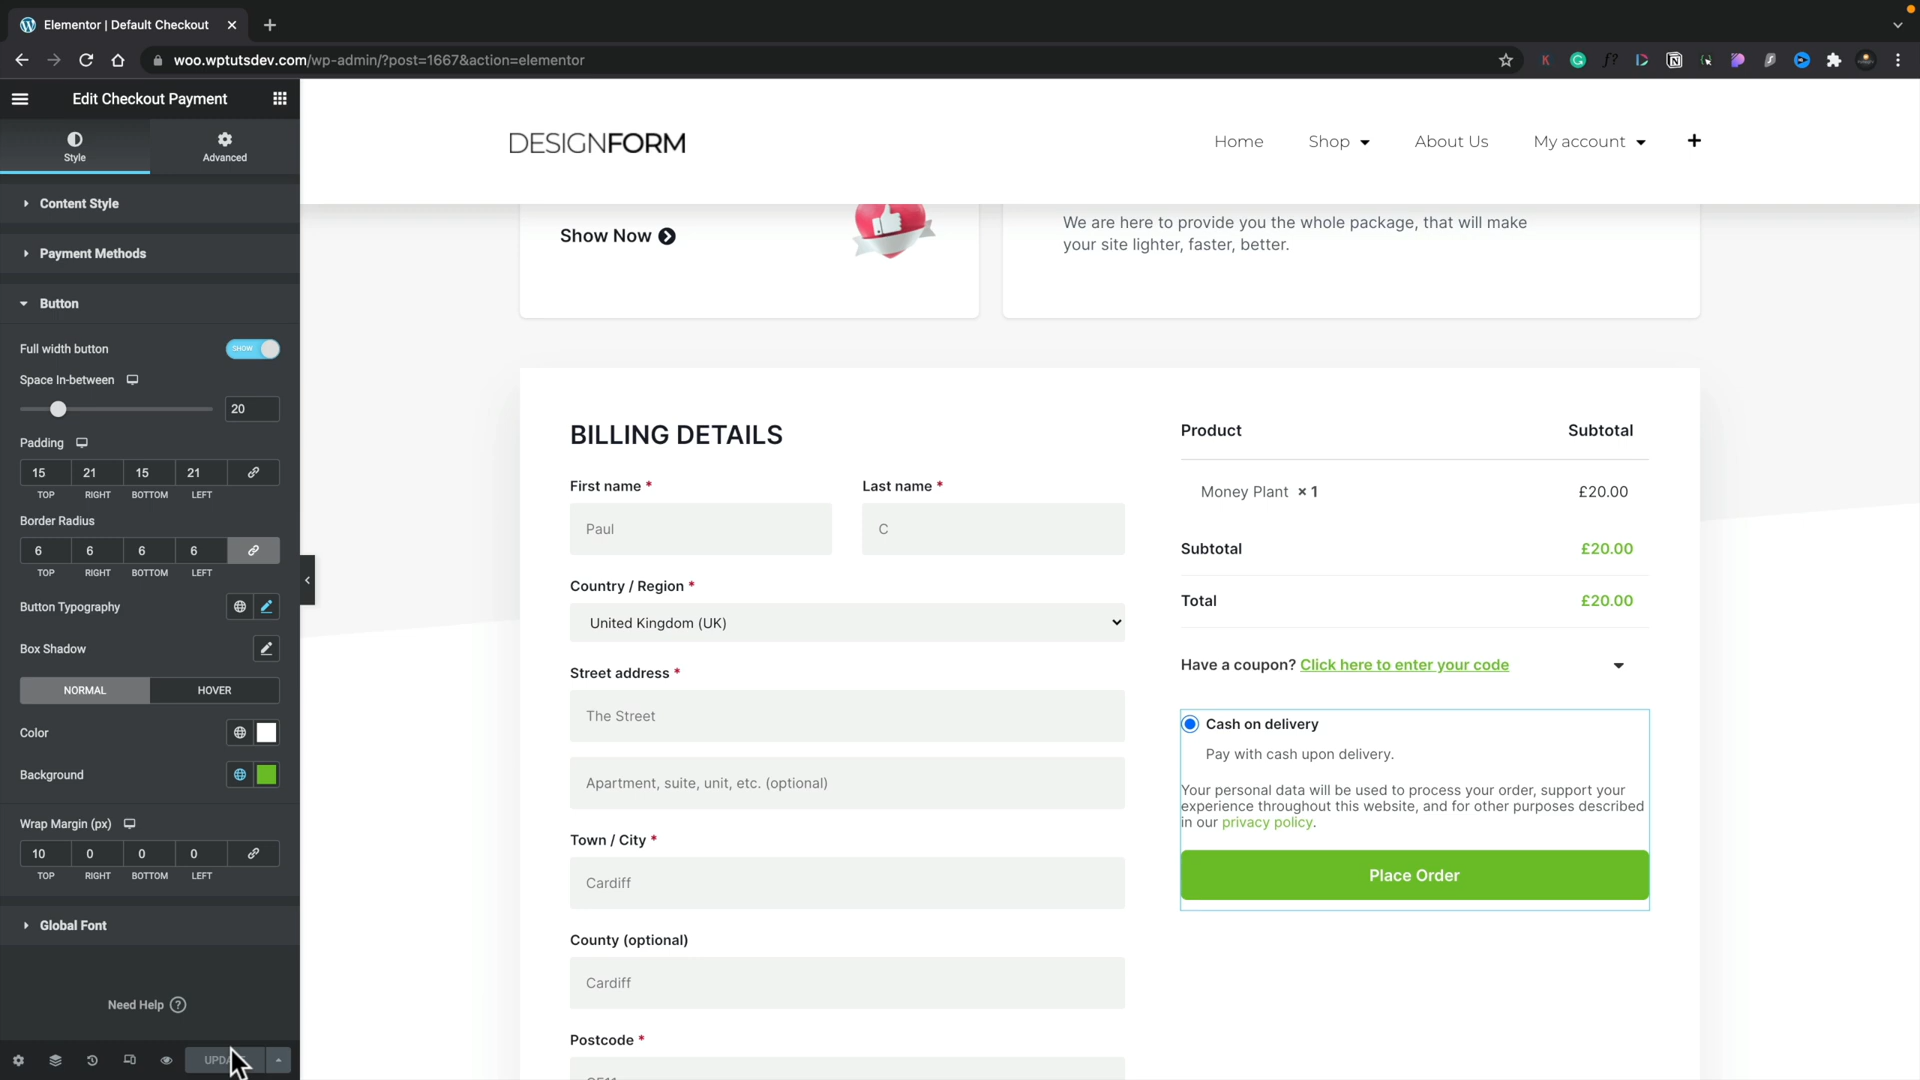 Elementor | Default Checkout
woo.wptutsdev.com/wp-admin/?post=1667&action=elementor
Edit Checkout Payment
Style
Advanced
Content Style
Payment Methods
Button
Full width button
SHOW
Space In-between
20
Padding
15 21 15 21
TOP RIGHT BOTTOM LEFT
Border Radius
6 6 6 6
TOP RIGHT BOTTOM LEFT
Button Typography
Box Shadow
NORMAL HOVER
Color
Background
Wrap Margin (px)
10 0 0 0
TOP RIGHT BOTTOM LEFT
Global Font
Need Help
DESIGNFORM
Home Shop About Us My account
Show Now
We are here to provide you the whole package, that will make
your site lighter, faster, better.
BILLING DETAILS
First name * Last name *
Paul C
Country / Region *
United Kingdom (UK)
Street address *
The Street
Apartment, suite, unit, etc. (optional)
Town / City *
Cardiff
County (optional)
Cardiff
Postcode *
Product Subtotal
Money Plant × 1 £20.00
Subtotal £20.00
Total £20.00
Have a coupon? Click here to enter your code
Cash on delivery
Pay with cash upon delivery.
Your personal data will be used to process your order, support your
experience throughout this website, and for other purposes described
in our privacy policy.
Place Order